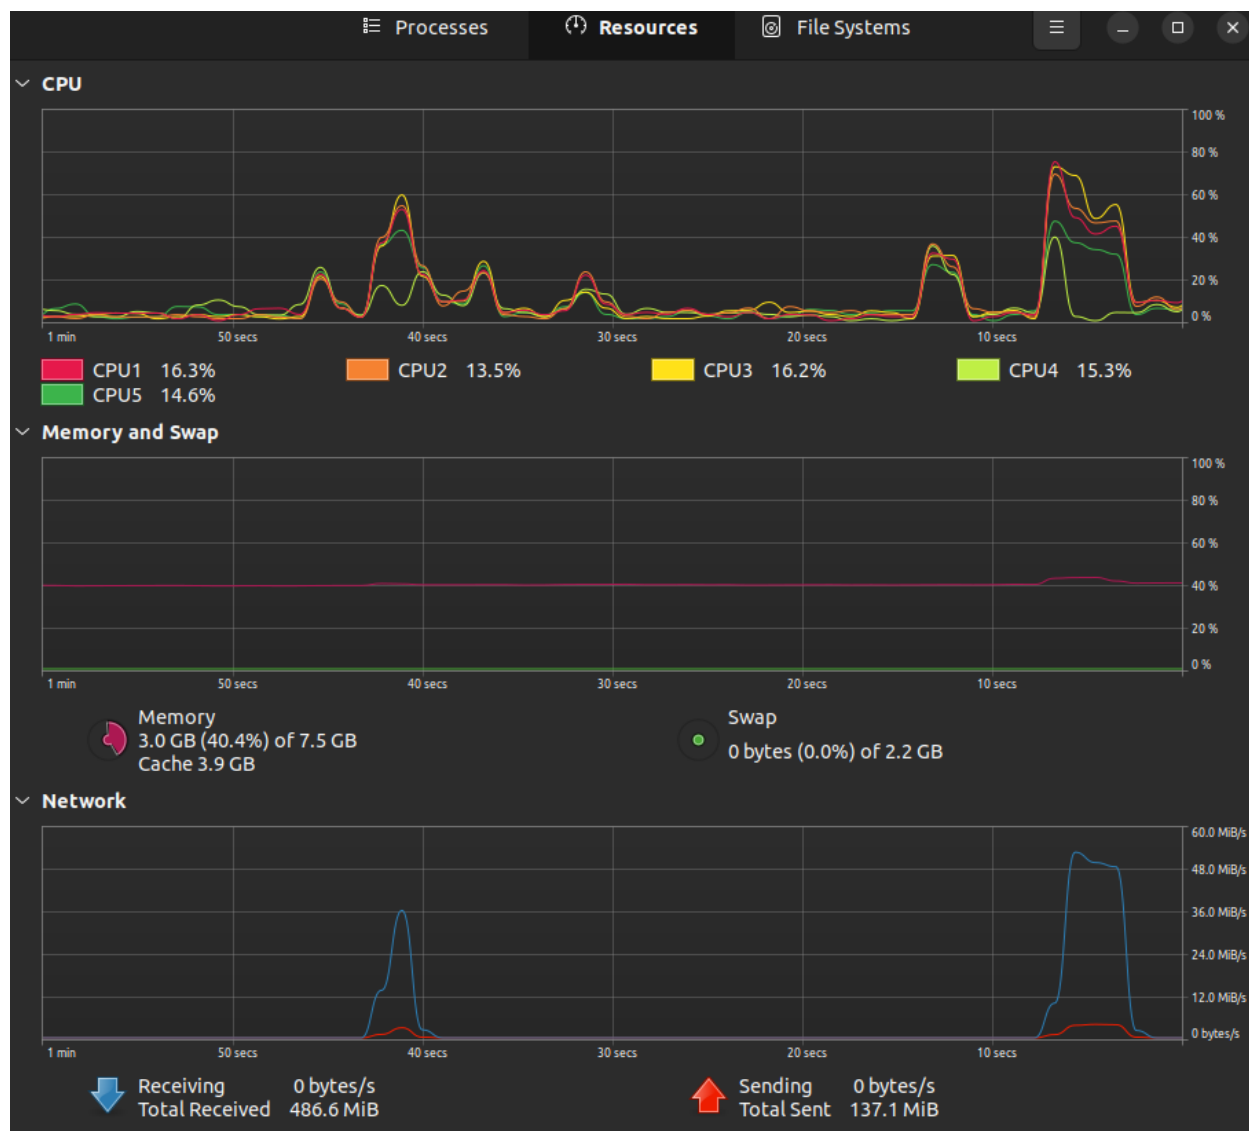 Processes Resources File Systems
CPU
100 %
80 %
60 %
40 %
20 %
0 %
1 min 50 secs 40 secs 30 secs 20 secs 10 secs
CPU1 16.3% CPU2 13.5% CPU3 16.2% CPU4 15.3%
CPU5 14.6%
Memory and Swap
100 %
80 %
60 %
40 %
20 %
0 %
1 min 50 secs 40 secs 30 secs 20 secs 10 secs
Memory
3.0 GB (40.4%) of 7.5 GB
Cache 3.9 GB
Swap
0 bytes (0.0%) of 2.2 GB
Network
60.0 MiB/s
48.0 MiB/s
36.0 MiB/s
24.0 MiB/s
12.0 MiB/s
0 bytes/s
1 min 50 secs 40 secs 30 secs 20 secs 10 secs
Receiving 0 bytes/s
Total Received 486.6 MiB
Sending 0 bytes/s
Total Sent 137.1 MiB